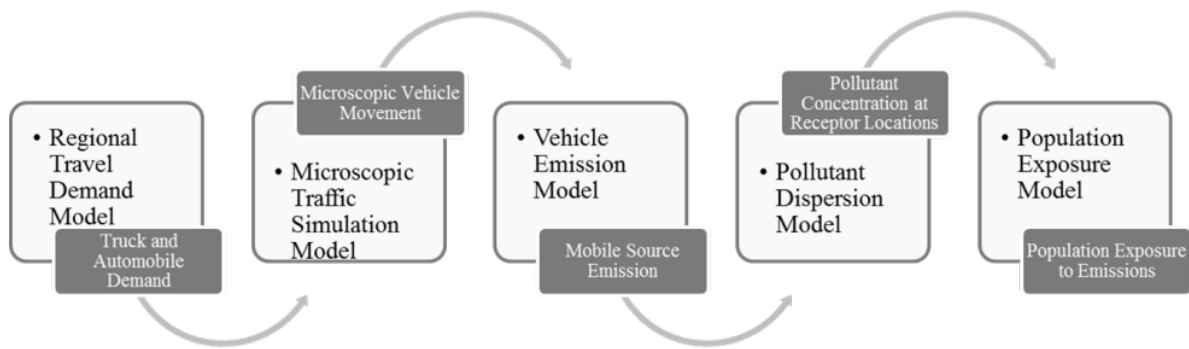 • Regional
Travel
Demand
Model
Truck and
Automobile
Demand
Microscopic Vehicle
Movement
• Microscopic
Traffic
Simulation
Model
• Vehicle
Emission
Model
Mobile Source
Emission
Pollutant
Concentration at
Receptor Locations
• Pollutant
Dispersion
Model
• Population
Exposure
Model
Population Exposure
to Emissions